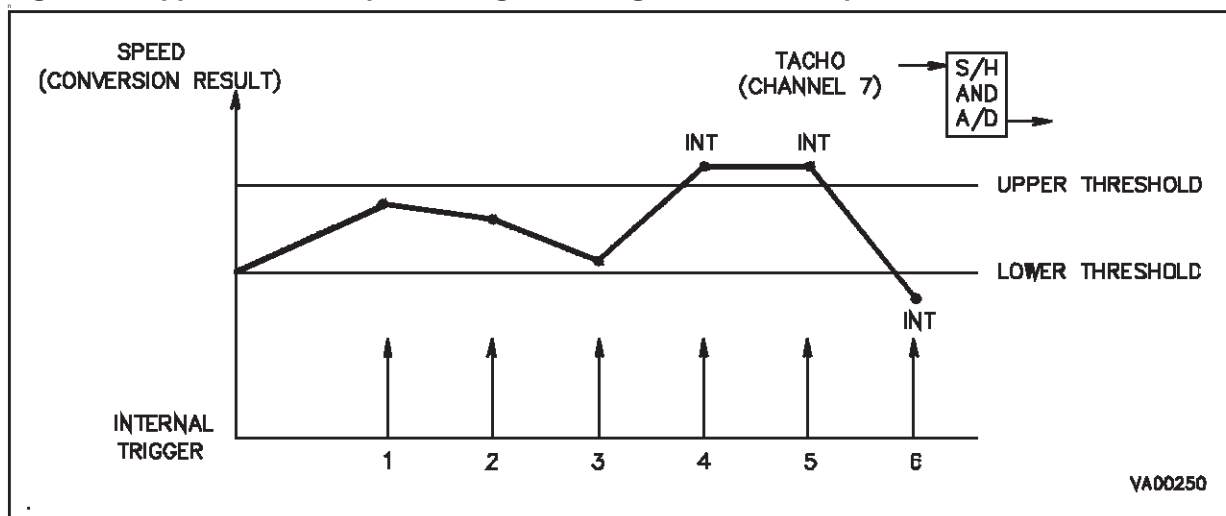 SPEED
(CONVERSION RESULT)
TACHO
(CHANNEL 7)
S/H
AND
A/D
INT
INT
UPPER THRESHOLD
LOWER THRESHOLD
INT
INTERNAL
TRIGGER
1 2 3 4 5 6
VA00250